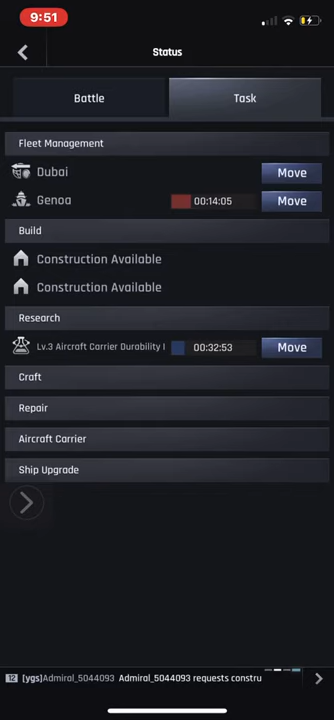 9:51
Status
Battle
Task
Fleet Management
Dubai
Move
Genoa
00:14:05
Move
Build
Construction Available
Construction Available
Research
Lv.3 Aircraft Carrier Durability I
00:32:53
Move
Craft
Repair
Aircraft Carrier
Ship Upgrade
12 [ygs]Admiral_5044093 Admiral_5044093 requests constru